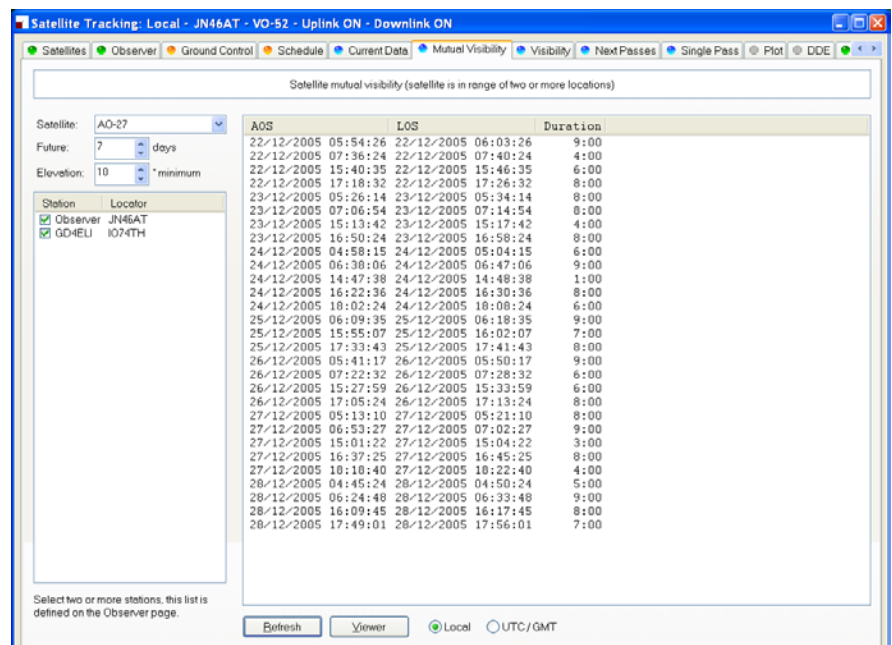 Satellite Tracking: Local - JN46AT - VO-52 - Uplink ON - Downlink ON
Satellites Observer Ground Control Schedule Current Data Mutual Visibility Visibility Next Passes Single Pass Plot DDE
Satellite mutual visibility (satellite is in range of two or more locations)
Satellite: AO-27
Future: 7 days
Elevation: 10 ° minimum
Station Locator
Observer JN46AT
GD4ELI IO74TH
Select two or more stations, this list is
defined on the Observer page.
AOS LOS Duration
22/12/2005 05:54:26 22/12/2005 06:03:26 9:00
22/12/2005 07:36:24 22/12/2005 07:40:24 4:00
22/12/2005 15:40:35 22/12/2005 15:46:35 6:00
22/12/2005 17:18:32 22/12/2005 17:26:32 8:00
23/12/2005 05:26:14 23/12/2005 05:34:14 8:00
23/12/2005 07:06:54 23/12/2005 07:14:54 8:00
23/12/2005 15:13:42 23/12/2005 15:17:42 4:00
23/12/2005 16:50:24 23/12/2005 16:58:24 8:00
24/12/2005 04:58:15 24/12/2005 05:04:15 6:00
24/12/2005 06:38:06 24/12/2005 06:47:06 9:00
24/12/2005 14:47:38 24/12/2005 14:48:38 1:00
24/12/2005 16:22:36 24/12/2005 16:30:36 8:00
24/12/2005 18:02:24 24/12/2005 18:08:24 6:00
25/12/2005 06:09:35 25/12/2005 06:18:35 9:00
25/12/2005 15:55:07 25/12/2005 16:02:07 7:00
25/12/2005 17:33:43 25/12/2005 17:41:43 8:00
26/12/2005 05:41:17 26/12/2005 05:50:17 9:00
26/12/2005 07:22:32 26/12/2005 07:28:32 6:00
26/12/2005 15:27:59 26/12/2005 15:33:59 6:00
26/12/2005 17:05:24 26/12/2005 17:13:24 8:00
27/12/2005 05:13:10 27/12/2005 05:21:10 8:00
27/12/2005 06:53:27 27/12/2005 07:02:27 9:00
27/12/2005 15:01:22 27/12/2005 15:04:22 3:00
27/12/2005 16:37:25 27/12/2005 16:45:25 8:00
27/12/2005 18:18:40 27/12/2005 18:22:40 4:00
28/12/2005 04:45:24 28/12/2005 04:50:24 5:00
28/12/2005 06:24:48 28/12/2005 06:33:48 9:00
28/12/2005 16:09:45 28/12/2005 16:17:45 8:00
28/12/2005 17:49:01 28/12/2005 17:56:01 7:00
Refresh Viewer Local UTC/GMT